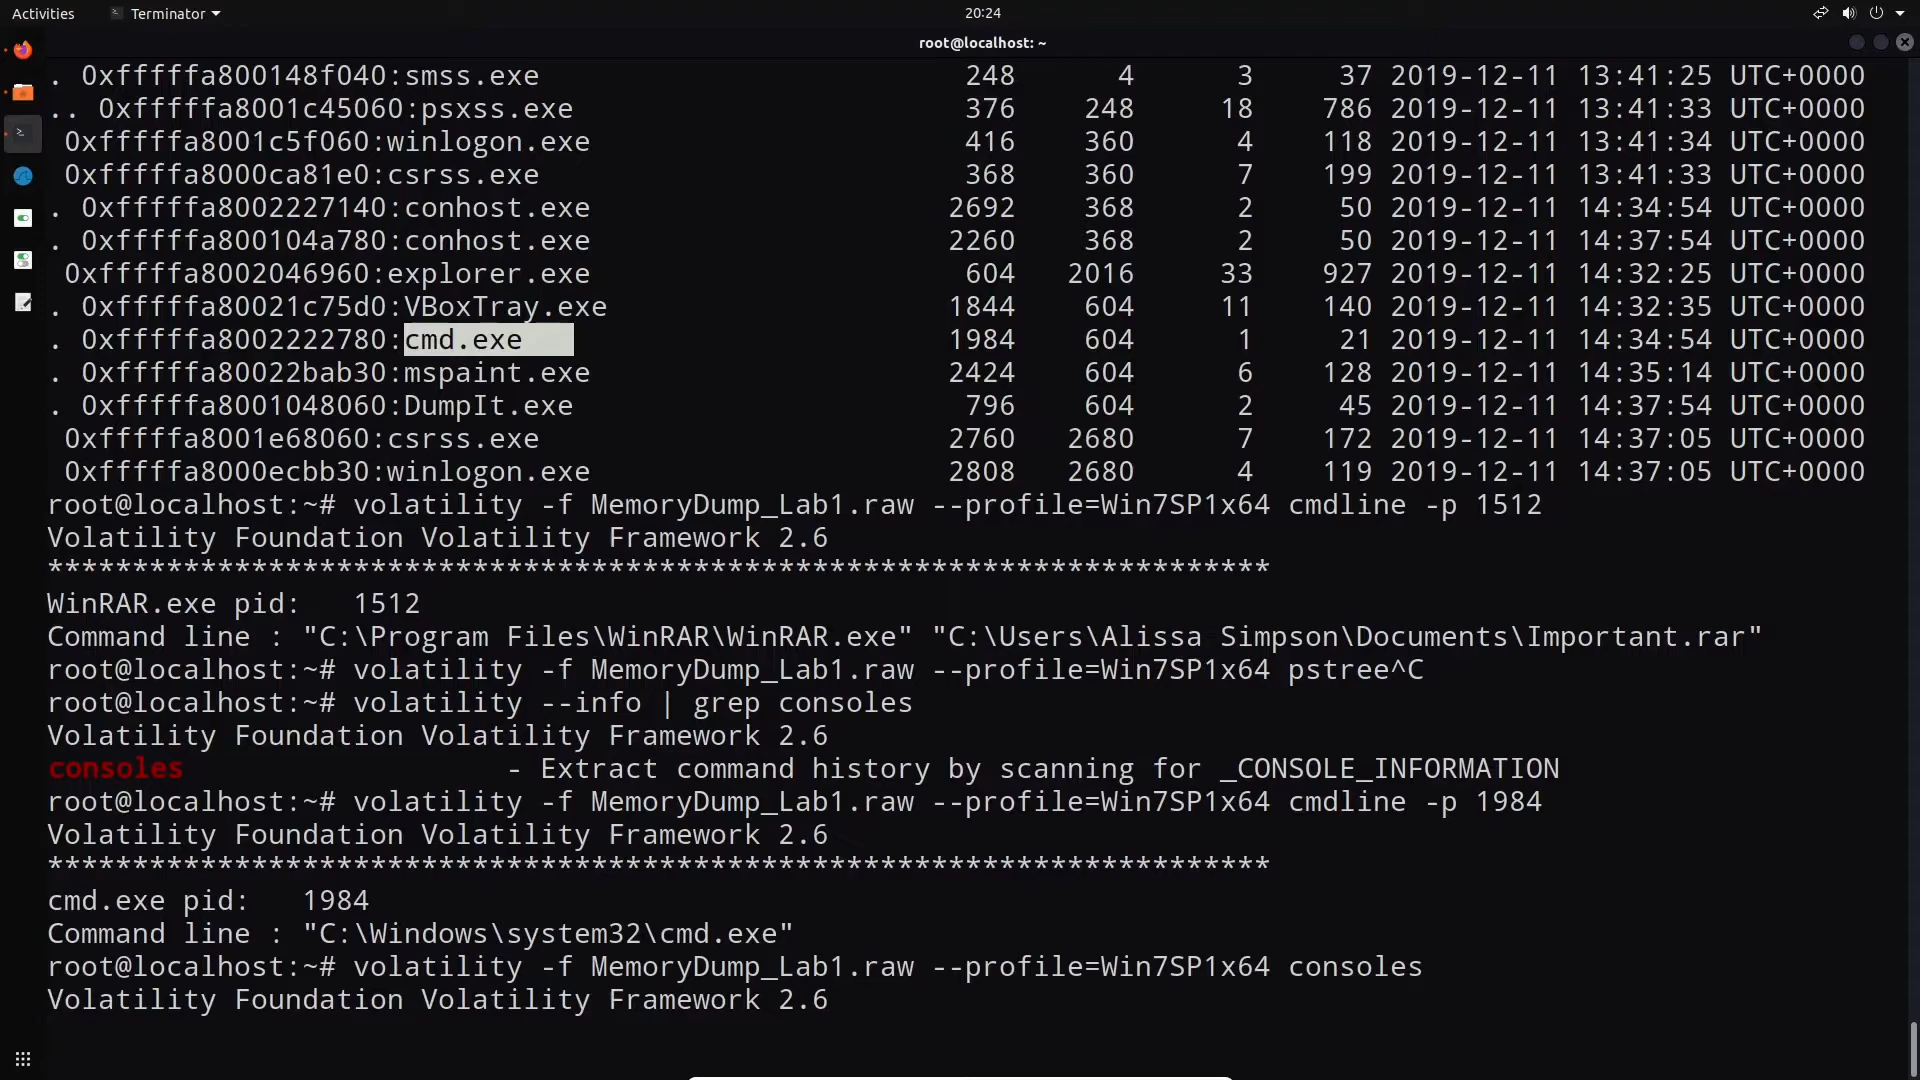 Activities Terminator 20:24
root@localhost: ~
. 0xfffffa800148f040:smss.exe 248 4 3 37 2019-12-11 13:41:25 UTC+0000
.. 0xfffffa8001c45060:psxss.exe 376 248 18 786 2019-12-11 13:41:33 UTC+0000
0xfffffa8001c5f060:winlogon.exe 416 360 4 118 2019-12-11 13:41:34 UTC+0000
0xfffffa8000ca81e0:csrss.exe 368 360 7 199 2019-12-11 13:41:33 UTC+0000
. 0xfffffa8002227140:conhost.exe 2692 368 2 50 2019-12-11 14:34:54 UTC+0000
. 0xfffffa800104a780:conhost.exe 2260 368 2 50 2019-12-11 14:37:54 UTC+0000
0xfffffa8002046960:explorer.exe 604 2016 33 927 2019-12-11 14:32:25 UTC+0000
. 0xfffffa80021c75d0:VBoxTray.exe 1844 604 11 140 2019-12-11 14:32:35 UTC+0000
. 0xfffffa8002222780:cmd.exe 1984 604 1 21 2019-12-11 14:34:54 UTC+0000
. 0xfffffa80022bab30:mspaint.exe 2424 604 6 128 2019-12-11 14:35:14 UTC+0000
. 0xfffffa8001048060:DumpIt.exe 796 604 2 45 2019-12-11 14:37:54 UTC+0000
0xfffffa8001e68060:csrss.exe 2760 2680 7 172 2019-12-11 14:37:05 UTC+0000
0xfffffa8000ecbb30:winlogon.exe 2808 2680 4 119 2019-12-11 14:37:05 UTC+0000
root@localhost:~# volatility -f MemoryDump_Lab1.raw --profile=Win7SP1x64 cmdline -p 1512
Volatility Foundation Volatility Framework 2.6
************************************************************************
WinRAR.exe pid: 1512
Command line : "C:\Program Files\WinRAR\WinRAR.exe" "C:\Users\Alissa Simpson\Documents\Important.rar"
root@localhost:~# volatility -f MemoryDump_Lab1.raw --profile=Win7SP1x64 pstree^C
root@localhost:~# volatility --info | grep consoles
Volatility Foundation Volatility Framework 2.6
consoles - Extract command history by scanning for _CONSOLE_INFORMATION
root@localhost:~# volatility -f MemoryDump_Lab1.raw --profile=Win7SP1x64 cmdline -p 1984
Volatility Foundation Volatility Framework 2.6
************************************************************************
cmd.exe pid: 1984
Command line : "C:\Windows\system32\cmd.exe"
root@localhost:~# volatility -f MemoryDump_Lab1.raw --profile=Win7SP1x64 consoles
Volatility Foundation Volatility Framework 2.6